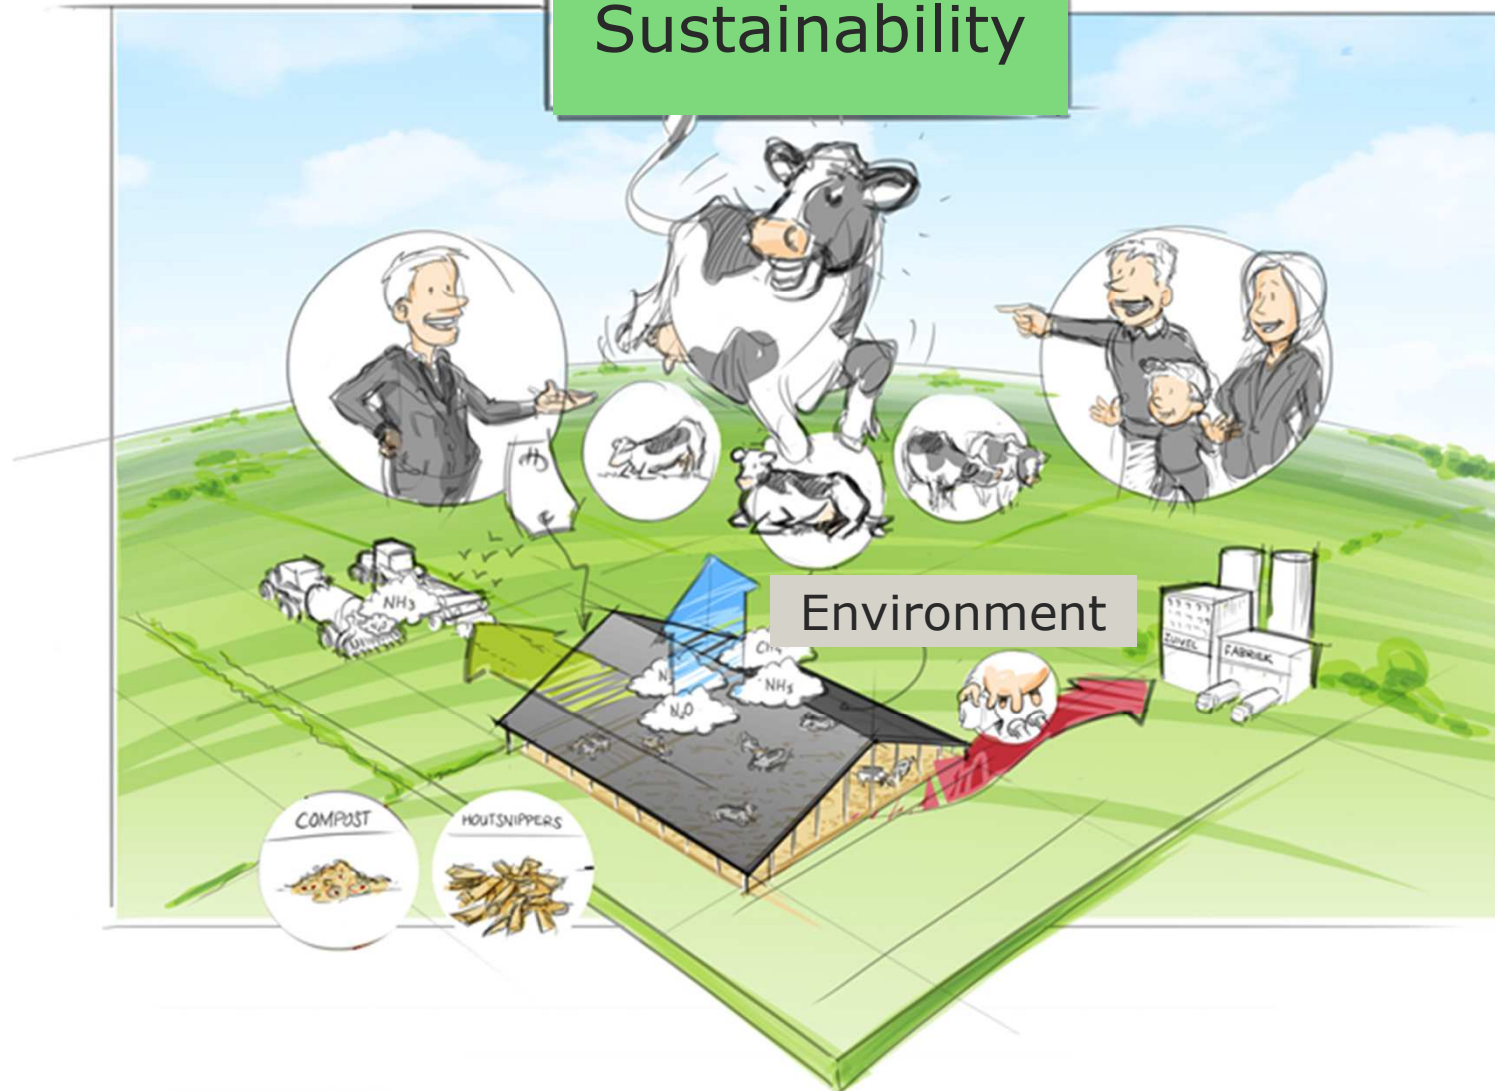 Sustainability
Environment
NH₃
CH₄
NH₃
N₂O
ZUIVEL
FABRIEK
COMPOST
HOUTSNIPPERS